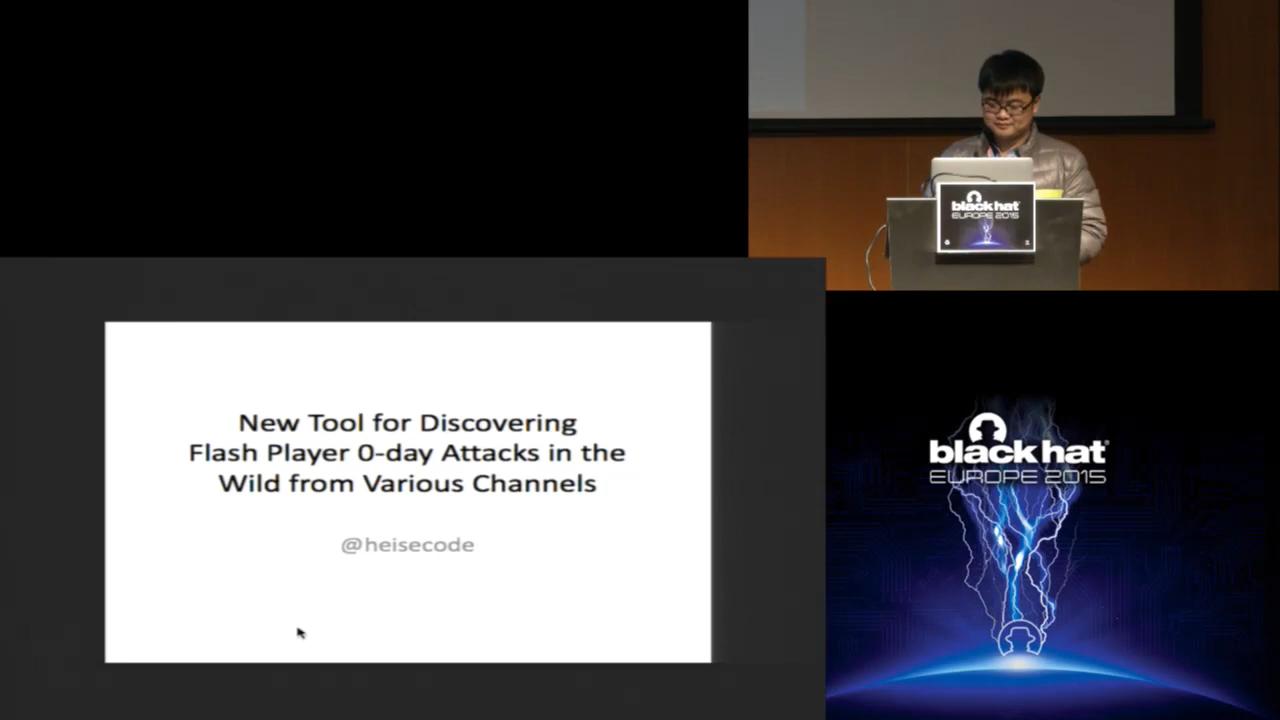 black hat
EUROPE 2015
New Tool for Discovering
Flash Player 0-day Attacks in the
Wild from Various Channels
@heisecode
black hat
EUROPE 2015